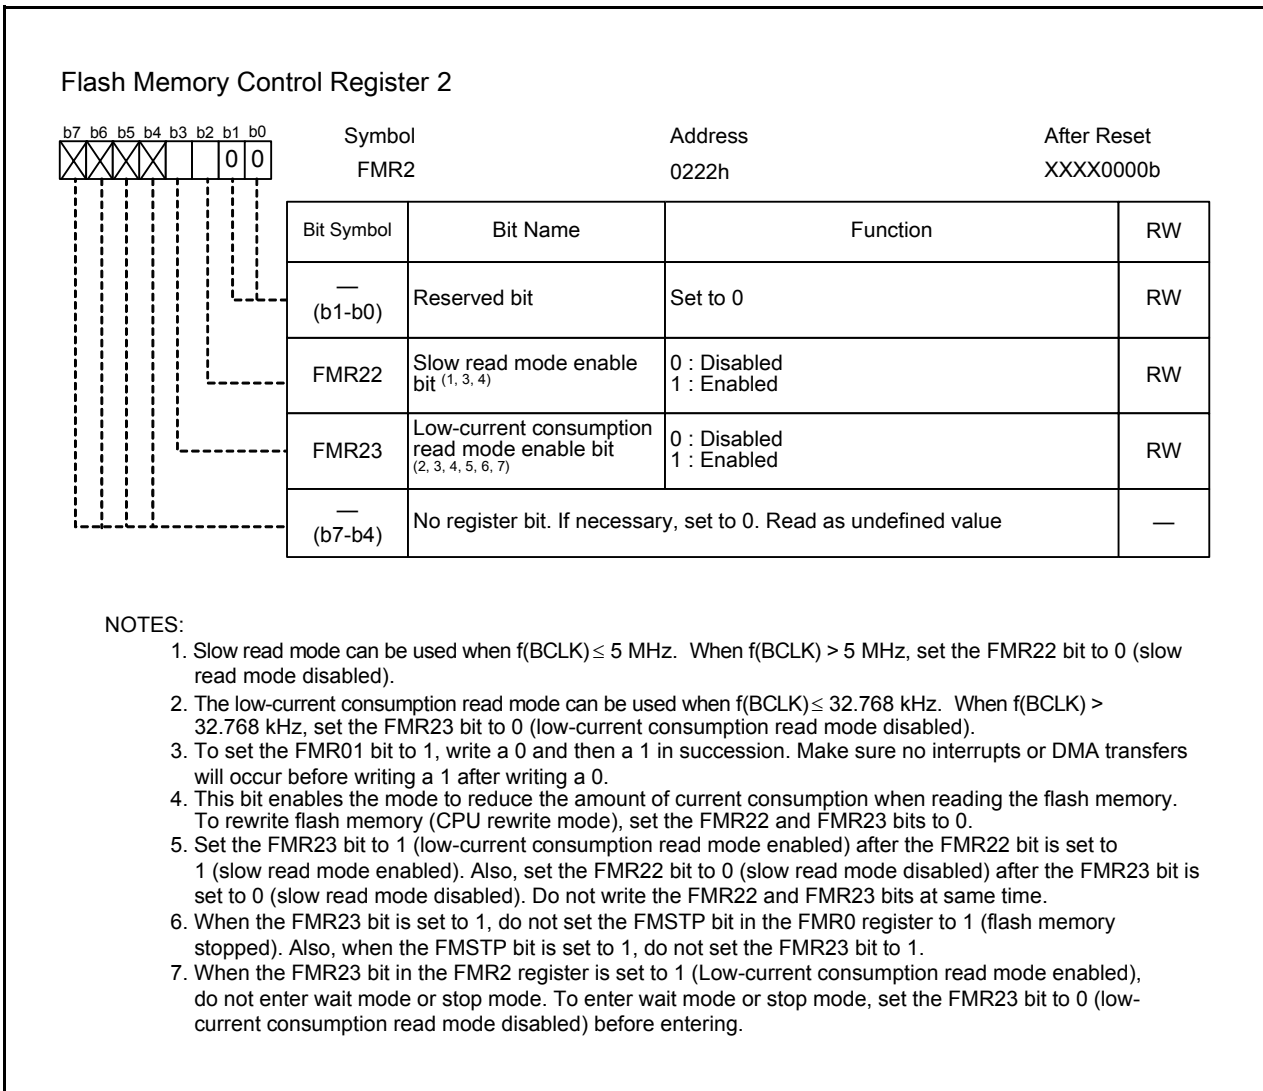 Flash Memory Control Register 2
b7 b6 b5 b4 b3 b2 b1 b0
0 0
Symbol Address After Reset
FMR2 0222h XXXX0000b
Bit Symbol Bit Name Function RW
—
(b1-b0)
Reserved bit Set to 0 RW
FMR22
Slow read mode enable
bit (1, 3, 4)
0 : Disabled
1 : Enabled
RW
FMR23
Low-current consumption
read mode enable bit
(2, 3, 4, 5, 6, 7)
0 : Disabled
1 : Enabled
RW
—
(b7-b4)
No register bit. If necessary, set to 0. Read as undefined value —
NOTES:
1. Slow read mode can be used when f(BCLK) ≤ 5 MHz. When f(BCLK) > 5 MHz, set the FMR22 bit to 0 (slow
read mode disabled).
2. The low-current consumption read mode can be used when f(BCLK) ≤ 32.768 kHz. When f(BCLK) >
32.768 kHz, set the FMR23 bit to 0 (low-current consumption read mode disabled).
3. To set the FMR01 bit to 1, write a 0 and then a 1 in succession. Make sure no interrupts or DMA transfers
will occur before writing a 1 after writing a 0.
4. This bit enables the mode to reduce the amount of current consumption when reading the flash memory.
To rewrite flash memory (CPU rewrite mode), set the FMR22 and FMR23 bits to 0.
5. Set the FMR23 bit to 1 (low-current consumption read mode enabled) after the FMR22 bit is set to
1 (slow read mode enabled). Also, set the FMR22 bit to 0 (slow read mode disabled) after the FMR23 bit is
set to 0 (slow read mode disabled). Do not write the FMR22 and FMR23 bits at same time.
6. When the FMR23 bit is set to 1, do not set the FMSTP bit in the FMR0 register to 1 (flash memory
stopped). Also, when the FMSTP bit is set to 1, do not set the FMR23 bit to 1.
7. When the FMR23 bit in the FMR2 register is set to 1 (Low-current consumption read mode enabled),
do not enter wait mode or stop mode. To enter wait mode or stop mode, set the FMR23 bit to 0 (low-
current consumption read mode disabled) before entering.